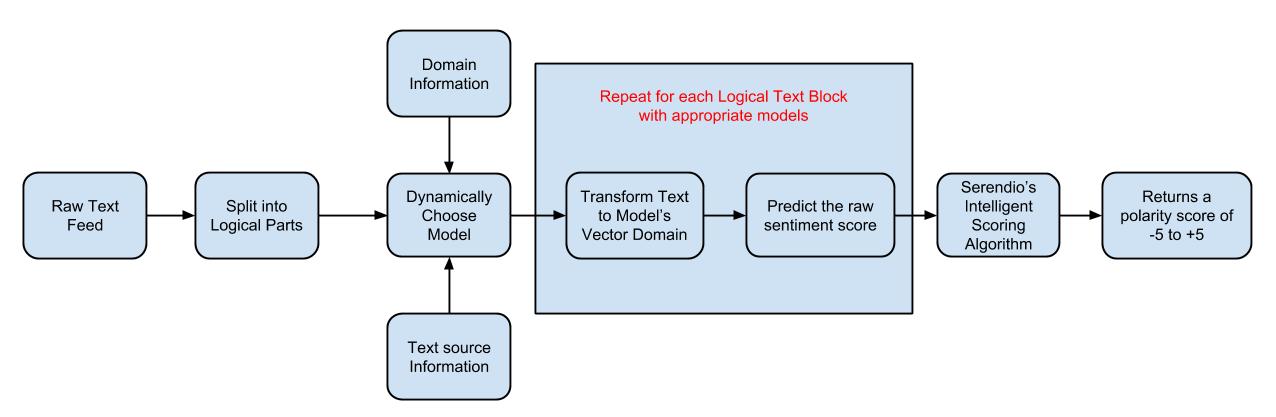 Domain
Information
Repeat for each Logical Text Block
with appropriate models
Raw Text
Feed
Split into
Logical Parts
Dynamically
Choose
Model
Transform Text
to Model's
Vector Domain
Predict the raw
sentiment score
Serendio's
Intelligent
Scoring
Algorithm
Returns a
polarity score of
-5 to +5
Text source
Information